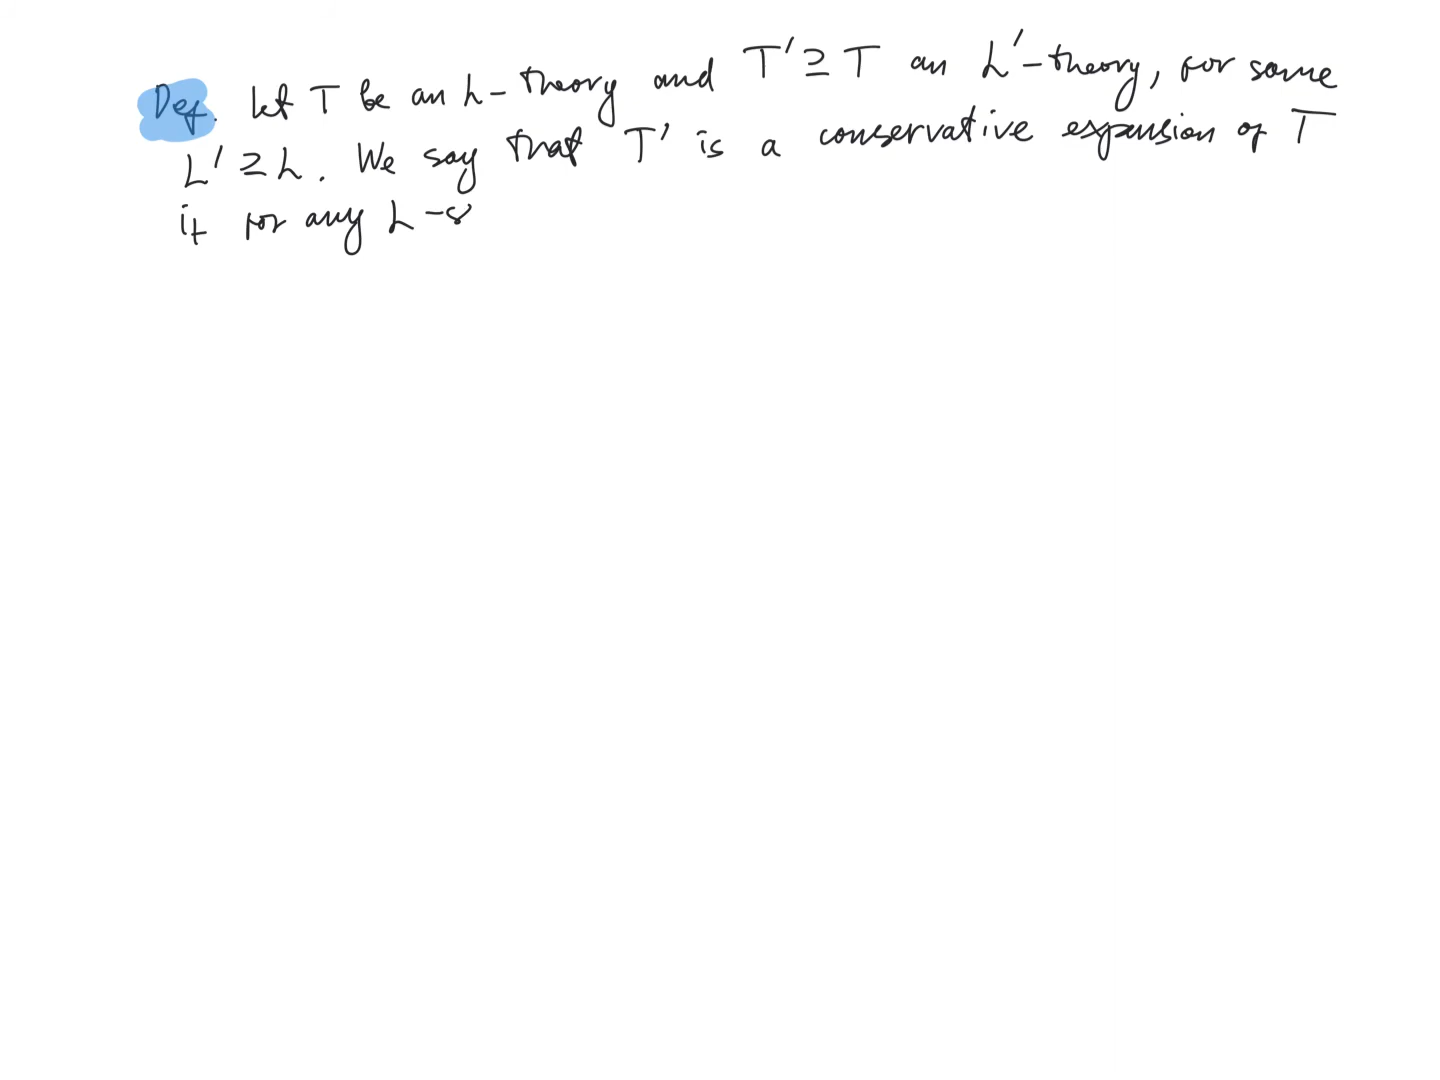 Def. Let T be an L-theory and T' ⊇ T an L'-theory, for some
L' ⊇ L. We say that T' is a conservative expansion of T
if for any L-s